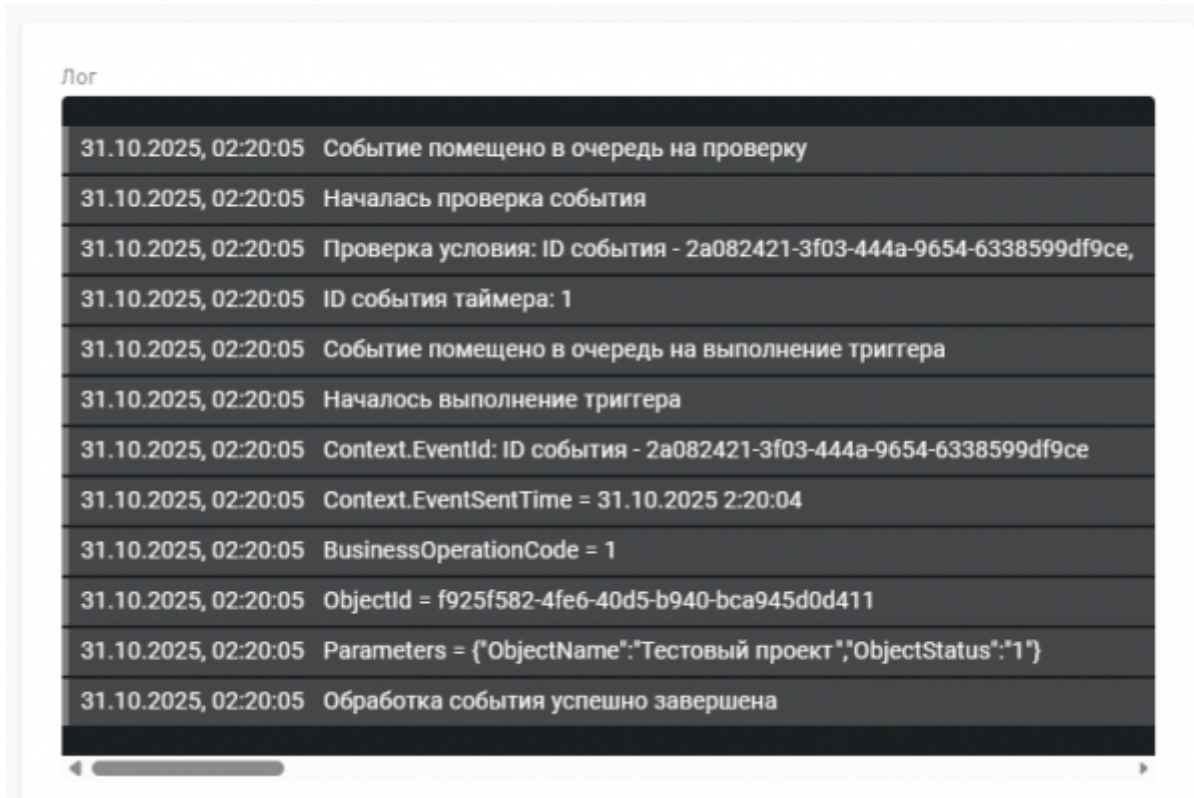 Лог
31.10.2025, 02:20:05 Событие помещено в очередь на проверку
31.10.2025, 02:20:05 Началась проверка события
31.10.2025, 02:20:05 Проверка условия: ID события - 2a082421-3f03-444a-9654-6338599df9ce,
31.10.2025, 02:20:05 ID события таймера: 1
31.10.2025, 02:20:05 Событие помещено в очередь на выполнение триггера
31.10.2025, 02:20:05 Началось выполнение триггера
31.10.2025, 02:20:05 Context.EventId: ID события - 2a082421-3f03-444a-9654-6338599df9ce
31.10.2025, 02:20:05 Context.EventSentTime = 31.10.2025 2:20:04
31.10.2025, 02:20:05 BusinessOperationCode = 1
31.10.2025, 02:20:05 ObjectId = f925f582-4fe6-40d5-b940-bca945d0d411
31.10.2025, 02:20:05 Parameters = {"ObjectName":"Тестовый проект","ObjectStatus":"1"}
31.10.2025, 02:20:05 Обработка события успешно завершена